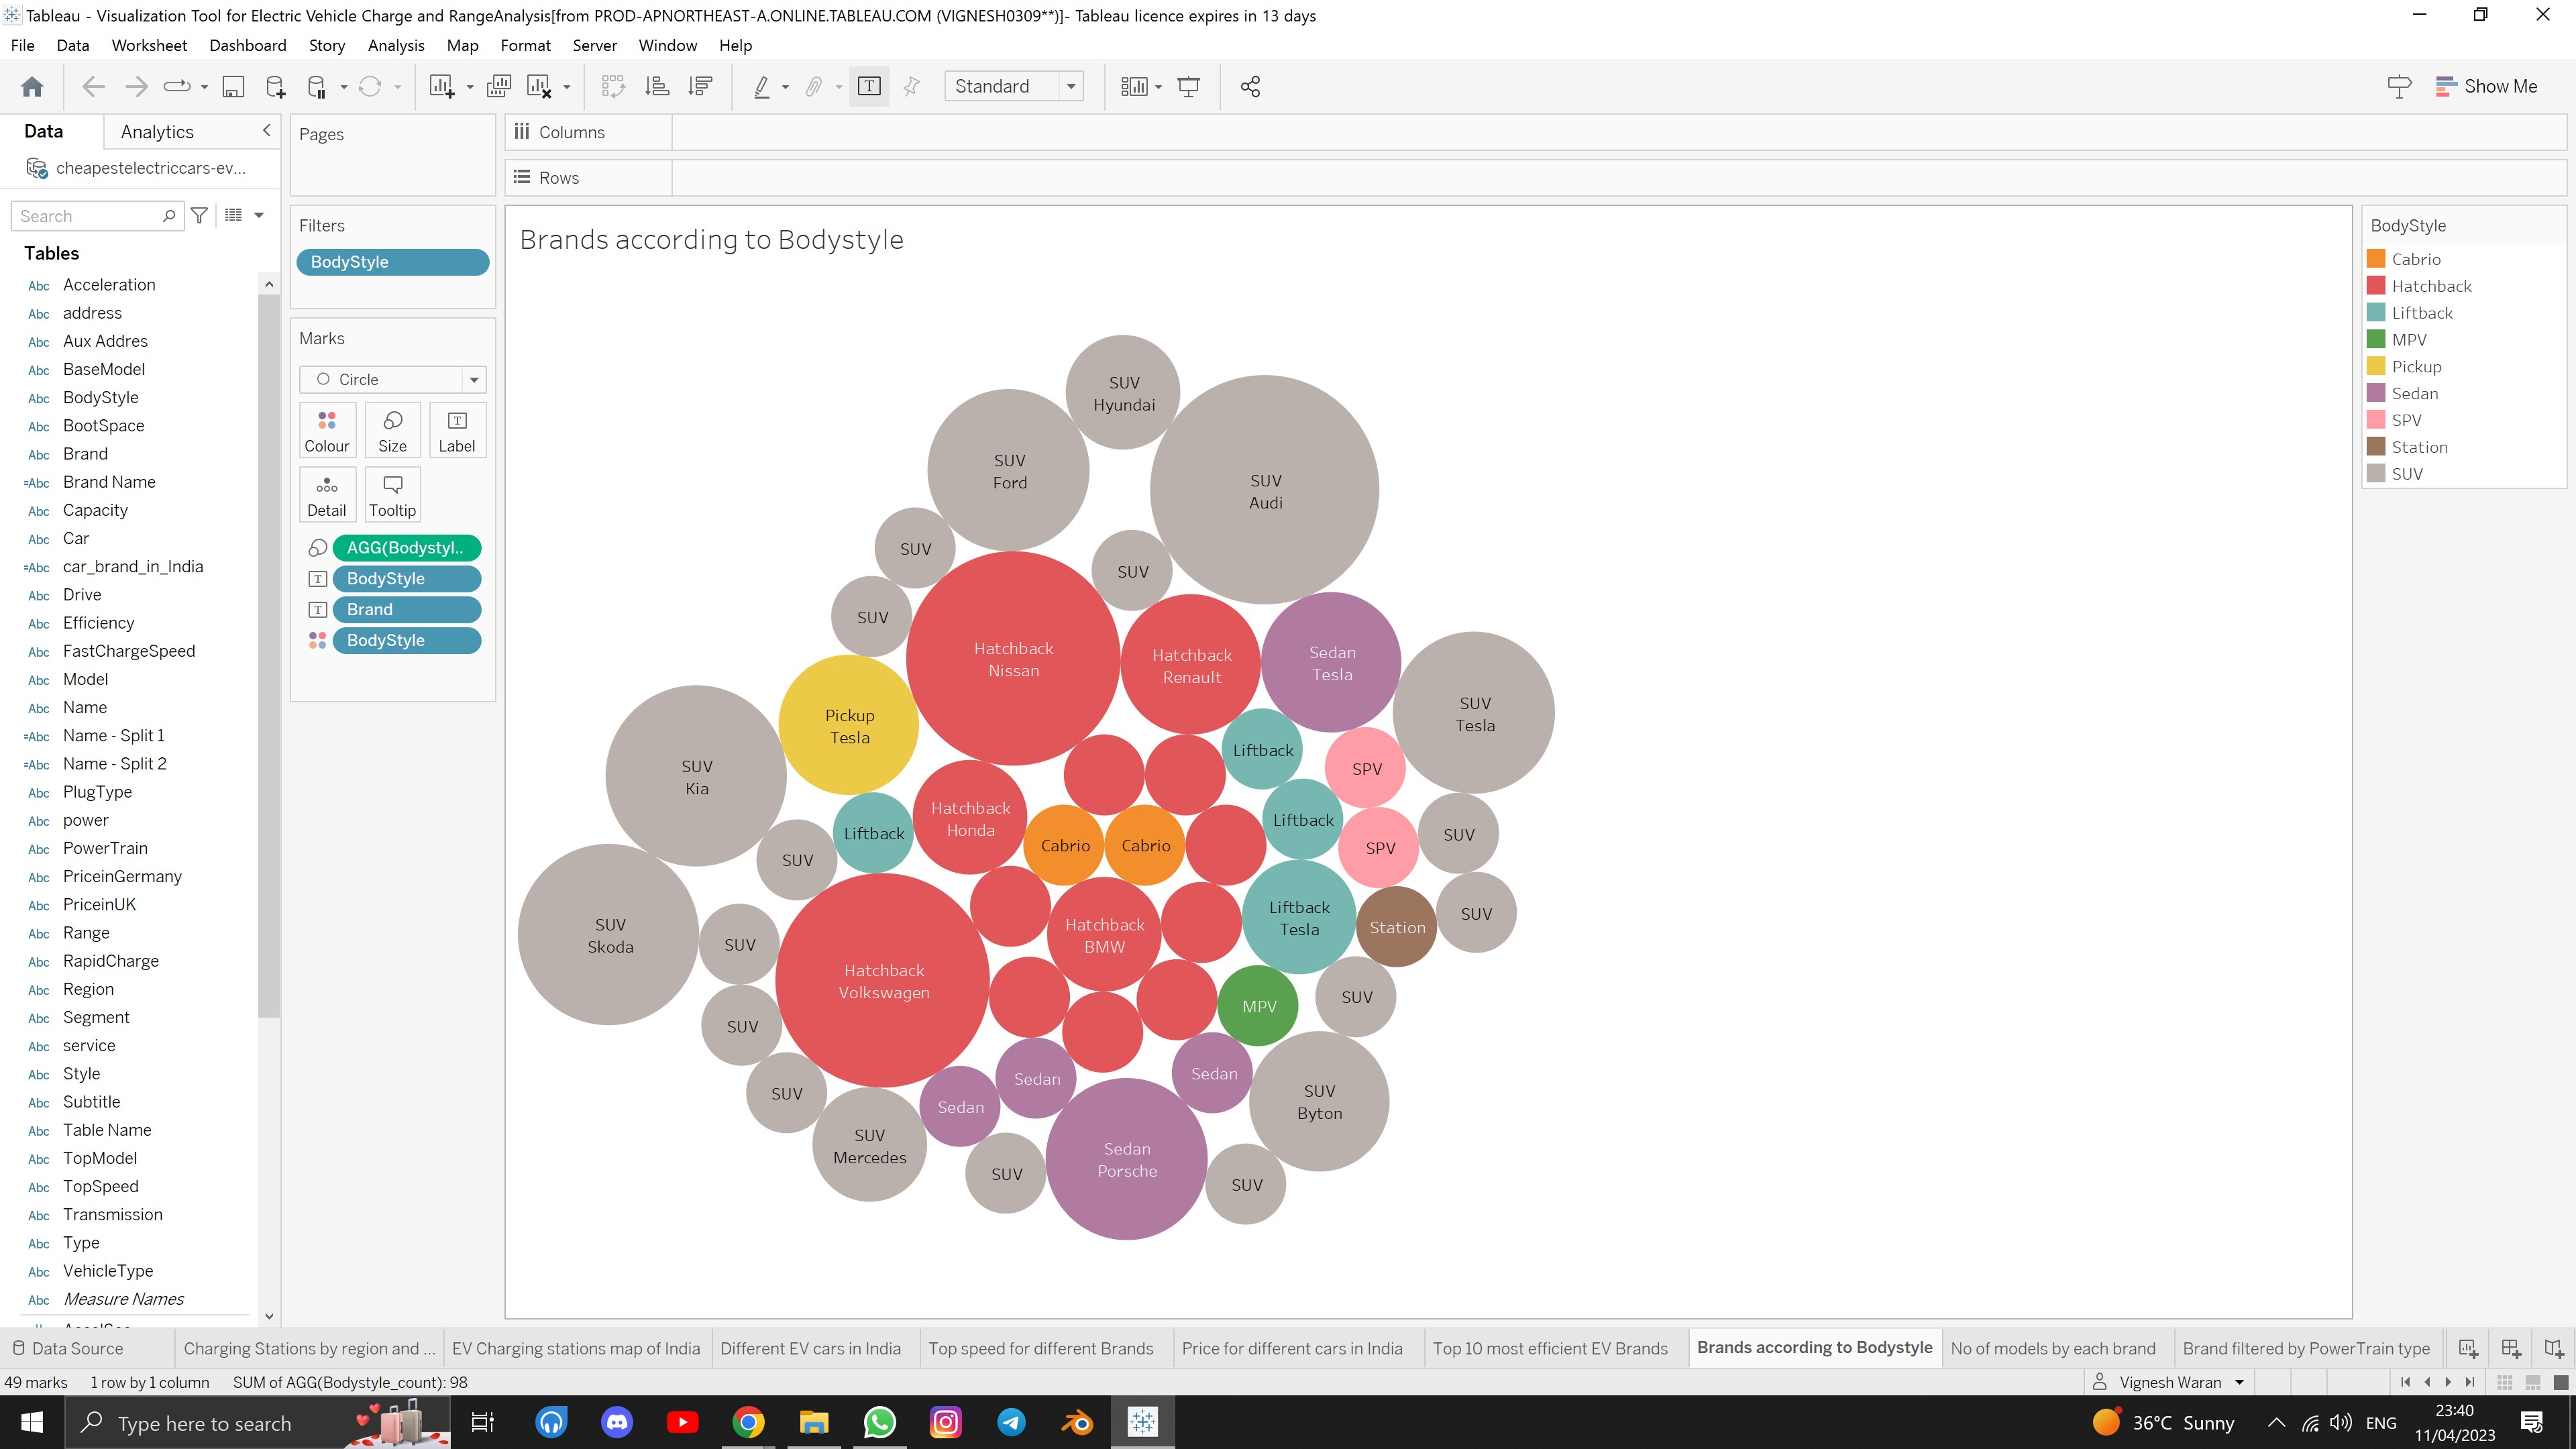 Tableau - Visualization Tool for Electric Vehicle Charge and RangeAnalysis[from PROD-APNORTHEAST-A.ONLINE.TABLEAU.COM (VIGNESH0309**)]- Tableau licence expires in 13 days
File Data Worksheet Dashboard Story Analysis Map Format Server Window Help
Standard
Show Me
Data Analytics
cheapestelectriccars-ev...
Search
Tables
Abc Acceleration
Abc address
Abc Aux Addres
Abc BaseModel
Abc BodyStyle
Abc BootSpace
Abc Brand
=Abc Brand Name
Abc Capacity
Abc Car
=Abc car_brand_in_India
Abc Drive
Abc Efficiency
Abc FastChargeSpeed
Abc Model
Abc Name
=Abc Name - Split 1
=Abc Name - Split 2
Abc PlugType
Abc power
Abc PowerTrain
Abc PriceinGermany
Abc PriceinUK
Abc Range
Abc RapidCharge
Abc Region
Abc Segment
Abc service
Abc Style
Abc Subtitle
Abc Table Name
Abc TopModel
Abc TopSpeed
Abc Transmission
Abc Type
Abc VehicleType
Abc Measure Names
Pages
Filters
BodyStyle
Marks
Circle
Colour Size Label
Detail Tooltip
AGG(Bodystyl..
T BodyStyle
T Brand
BodyStyle
Columns
Rows
Brands according to Bodystyle
SUV
Hyundai
SUV
Ford
SUV
Audi
SUV
SUV
SUV
Hatchback
Nissan
Hatchback
Renault
Sedan
Tesla
SUV
Tesla
Pickup
Tesla
SUV
Kia
Liftback
SPV
Hatchback
Honda
Liftback
Liftback
SUV
Cabrio
Cabrio
SPV
SUV
SUV
Skoda
SUV
Hatchback
BMW
Liftback
Tesla
Station
SUV
Hatchback
Volkswagen
SUV
MPV
SUV
Sedan
Sedan
SUV
Sedan
SUV
Byton
SUV
Mercedes
SUV
Sedan
Porsche
SUV
BodyStyle
Cabrio
Hatchback
Liftback
MPV
Pickup
Sedan
SPV
Station
SUV
Data Source Charging Stations by region and ... EV Charging stations map of India Different EV cars in India Top speed for different Brands Price for different cars in India Top 10 most efficient EV Brands Brands according to Bodystyle No of models by each brand Brand filtered by PowerTrain type
49 marks 1 row by 1 column SUM of AGG(Bodystyle_count): 98
Vignesh Waran
Type here to search
36°C Sunny
ENG
23:40
11/04/2023